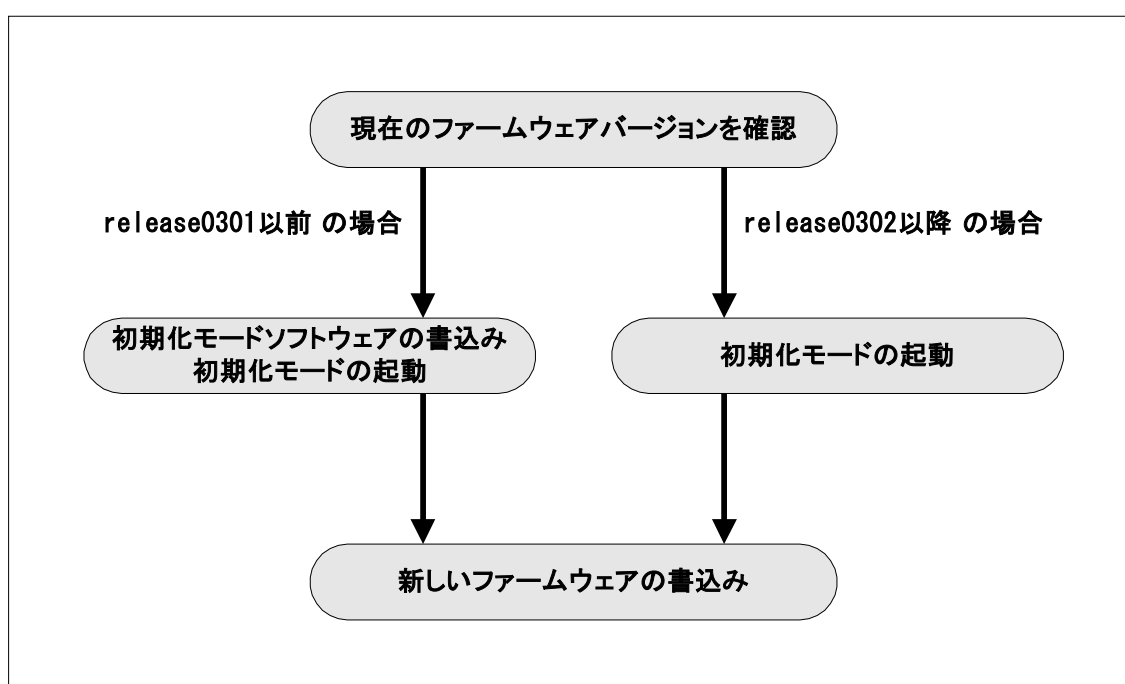 現在のファームウェアバージョンを確認
release0301以前 の場合
release0302以降 の場合
初期化モードソフトウェアの書込み
初期化モードの起動
初期化モードの起動
新しいファームウェアの書込み